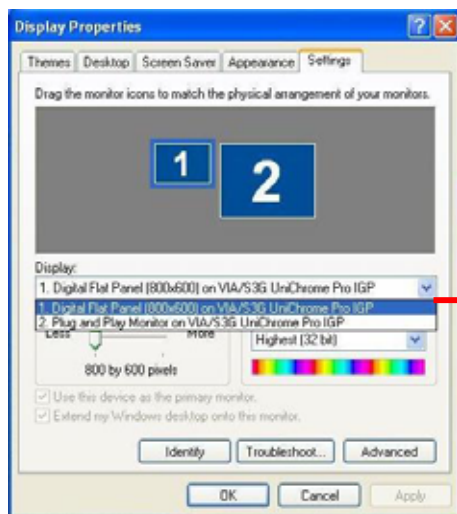 Display Properties
Themes Desktop Screen Saver Appearance Settings
Drag the monitor icons to match the physical arrangement of your monitors.
1 2
Display:
1. Digital Flat Panel (800x600) on VIA/S3G UniChrome Pro IGP
1. Digital Flat Panel (800x600) on VIA/S3G UniChrome Pro IGP
2. Plug and Play Monitor on VIA/S3G UniChrome Pro IGP
Less More Highest (32 bit)
800 by 600 pixels
Use this device as the primary monitor.
Extend my Windows desktop onto this monitor.
Identify Troubleshoot... Advanced
OK Cancel Apply